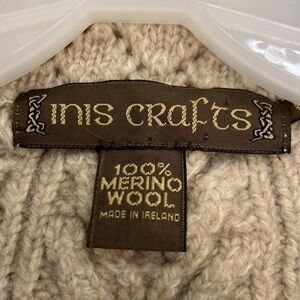 INIS CRAFTS
100%
MERINO
WOOL
MADE IN IRELAND